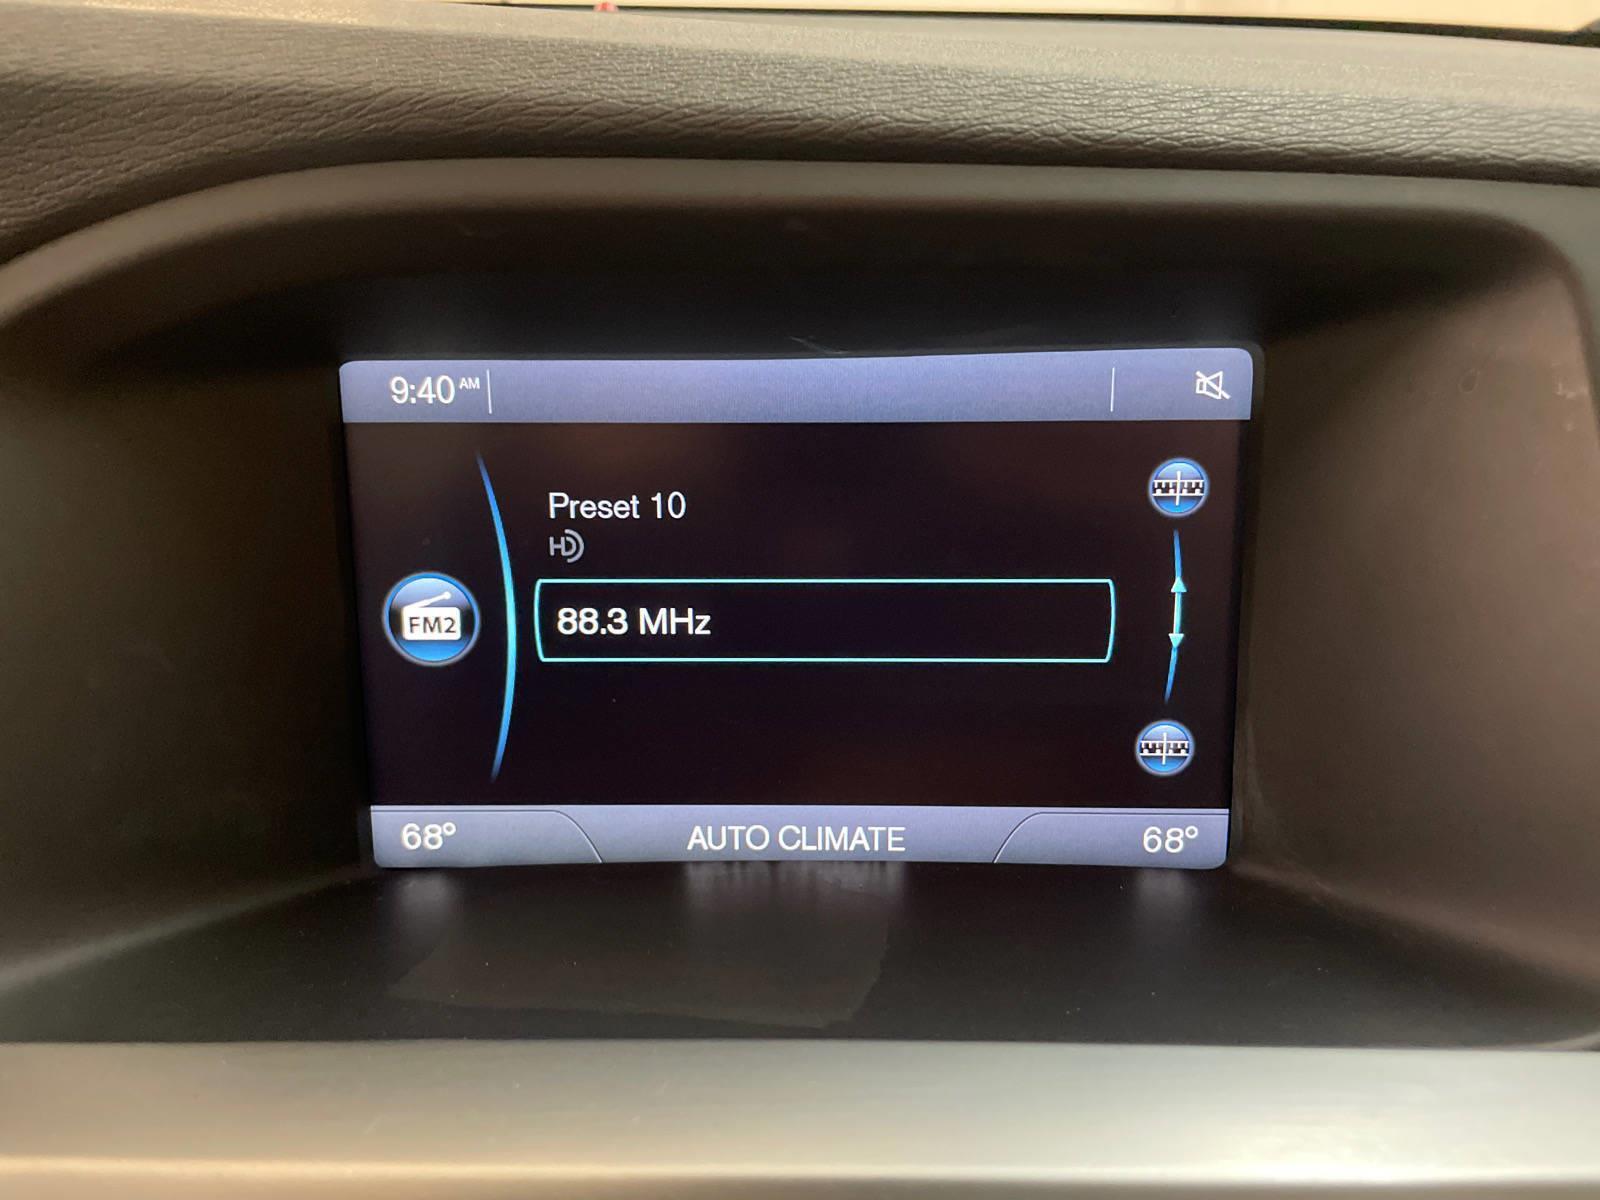 9:40 AM
Preset 10
HD
FM2
88.3 MHz
68°
AUTO CLIMATE
68°